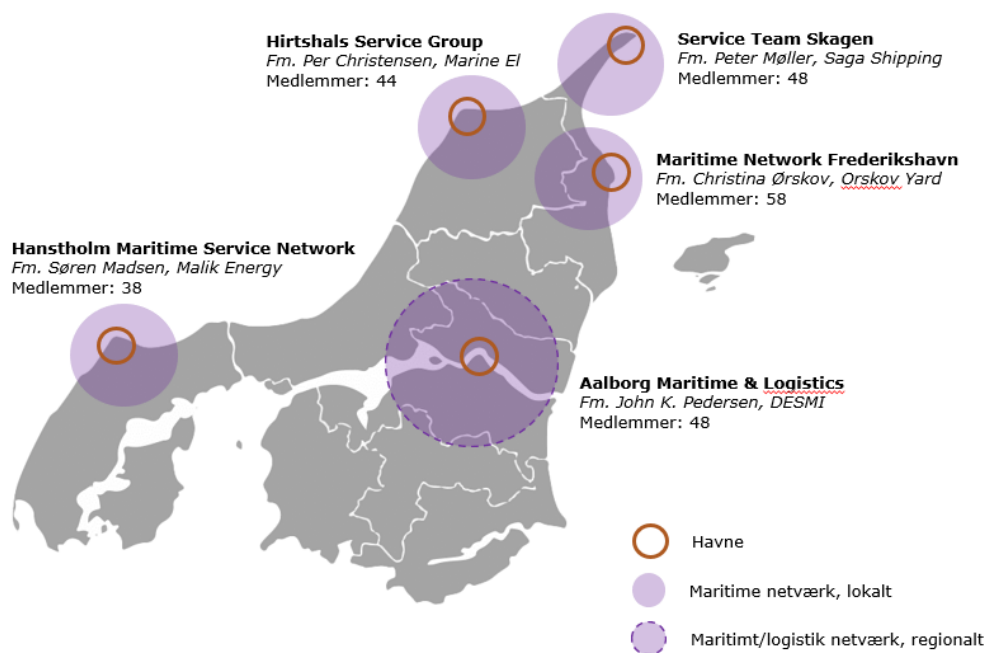 Hirtshals Service Group
Fm. Per Christensen, Marine El
Medlemmer: 44
Service Team Skagen
Fm. Peter Møller, Saga Shipping
Medlemmer: 48
Maritime Network Frederikshavn
Fm. Christina Ørskov, Orskov Yard
Medlemmer: 58
Hanstholm Maritime Service Network
Fm. Søren Madsen, Malik Energy
Medlemmer: 38
Aalborg Maritime & Logistics
Fm. John K. Pedersen, DESMI
Medlemmer: 48
Havne
Maritime netværk, lokalt
Maritimt/logistik netværk, regionalt